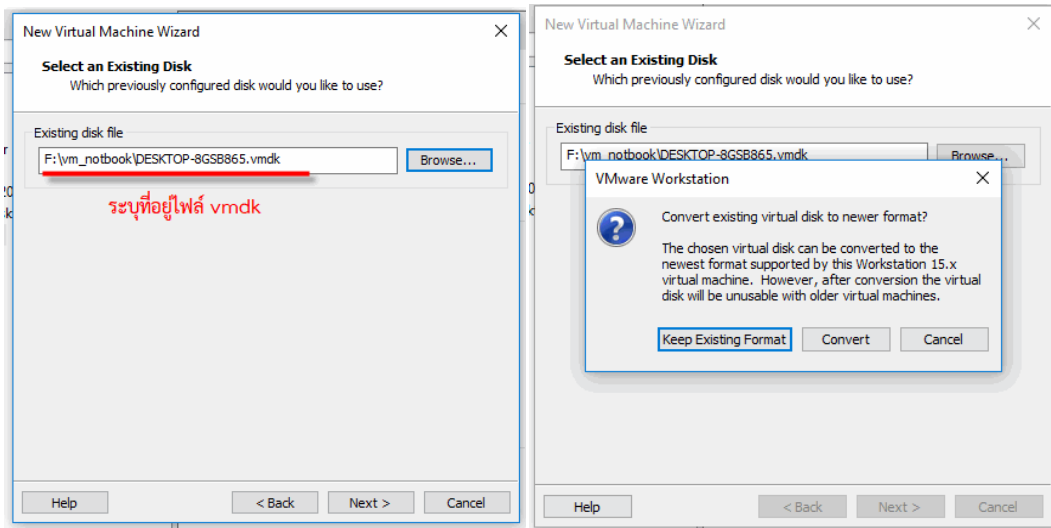 New Virtual Machine Wizard
Select an Existing Disk
Which previously configured disk would you like to use?
Existing disk file
F:\vm_notbook\DESKTOP-8GSB865.vmdk
Browse...
ระบุที่อยู่ไฟล์ vmdk
Help
< Back
Next >
Cancel
New Virtual Machine Wizard
Select an Existing Disk
Which previously configured disk would you like to use?
Existing disk file
F:\vm_notbook\DESKTOP-8GSB865.vmdk
Browse...
VMware Workstation
Convert existing virtual disk to newer format?
The chosen virtual disk can be converted to the
newest format supported by this Workstation 15.x
virtual machine. However, after conversion the virtual
disk will be unusable with older virtual machines.
Keep Existing Format
Convert
Cancel
Help
< Back
Next >
Cancel